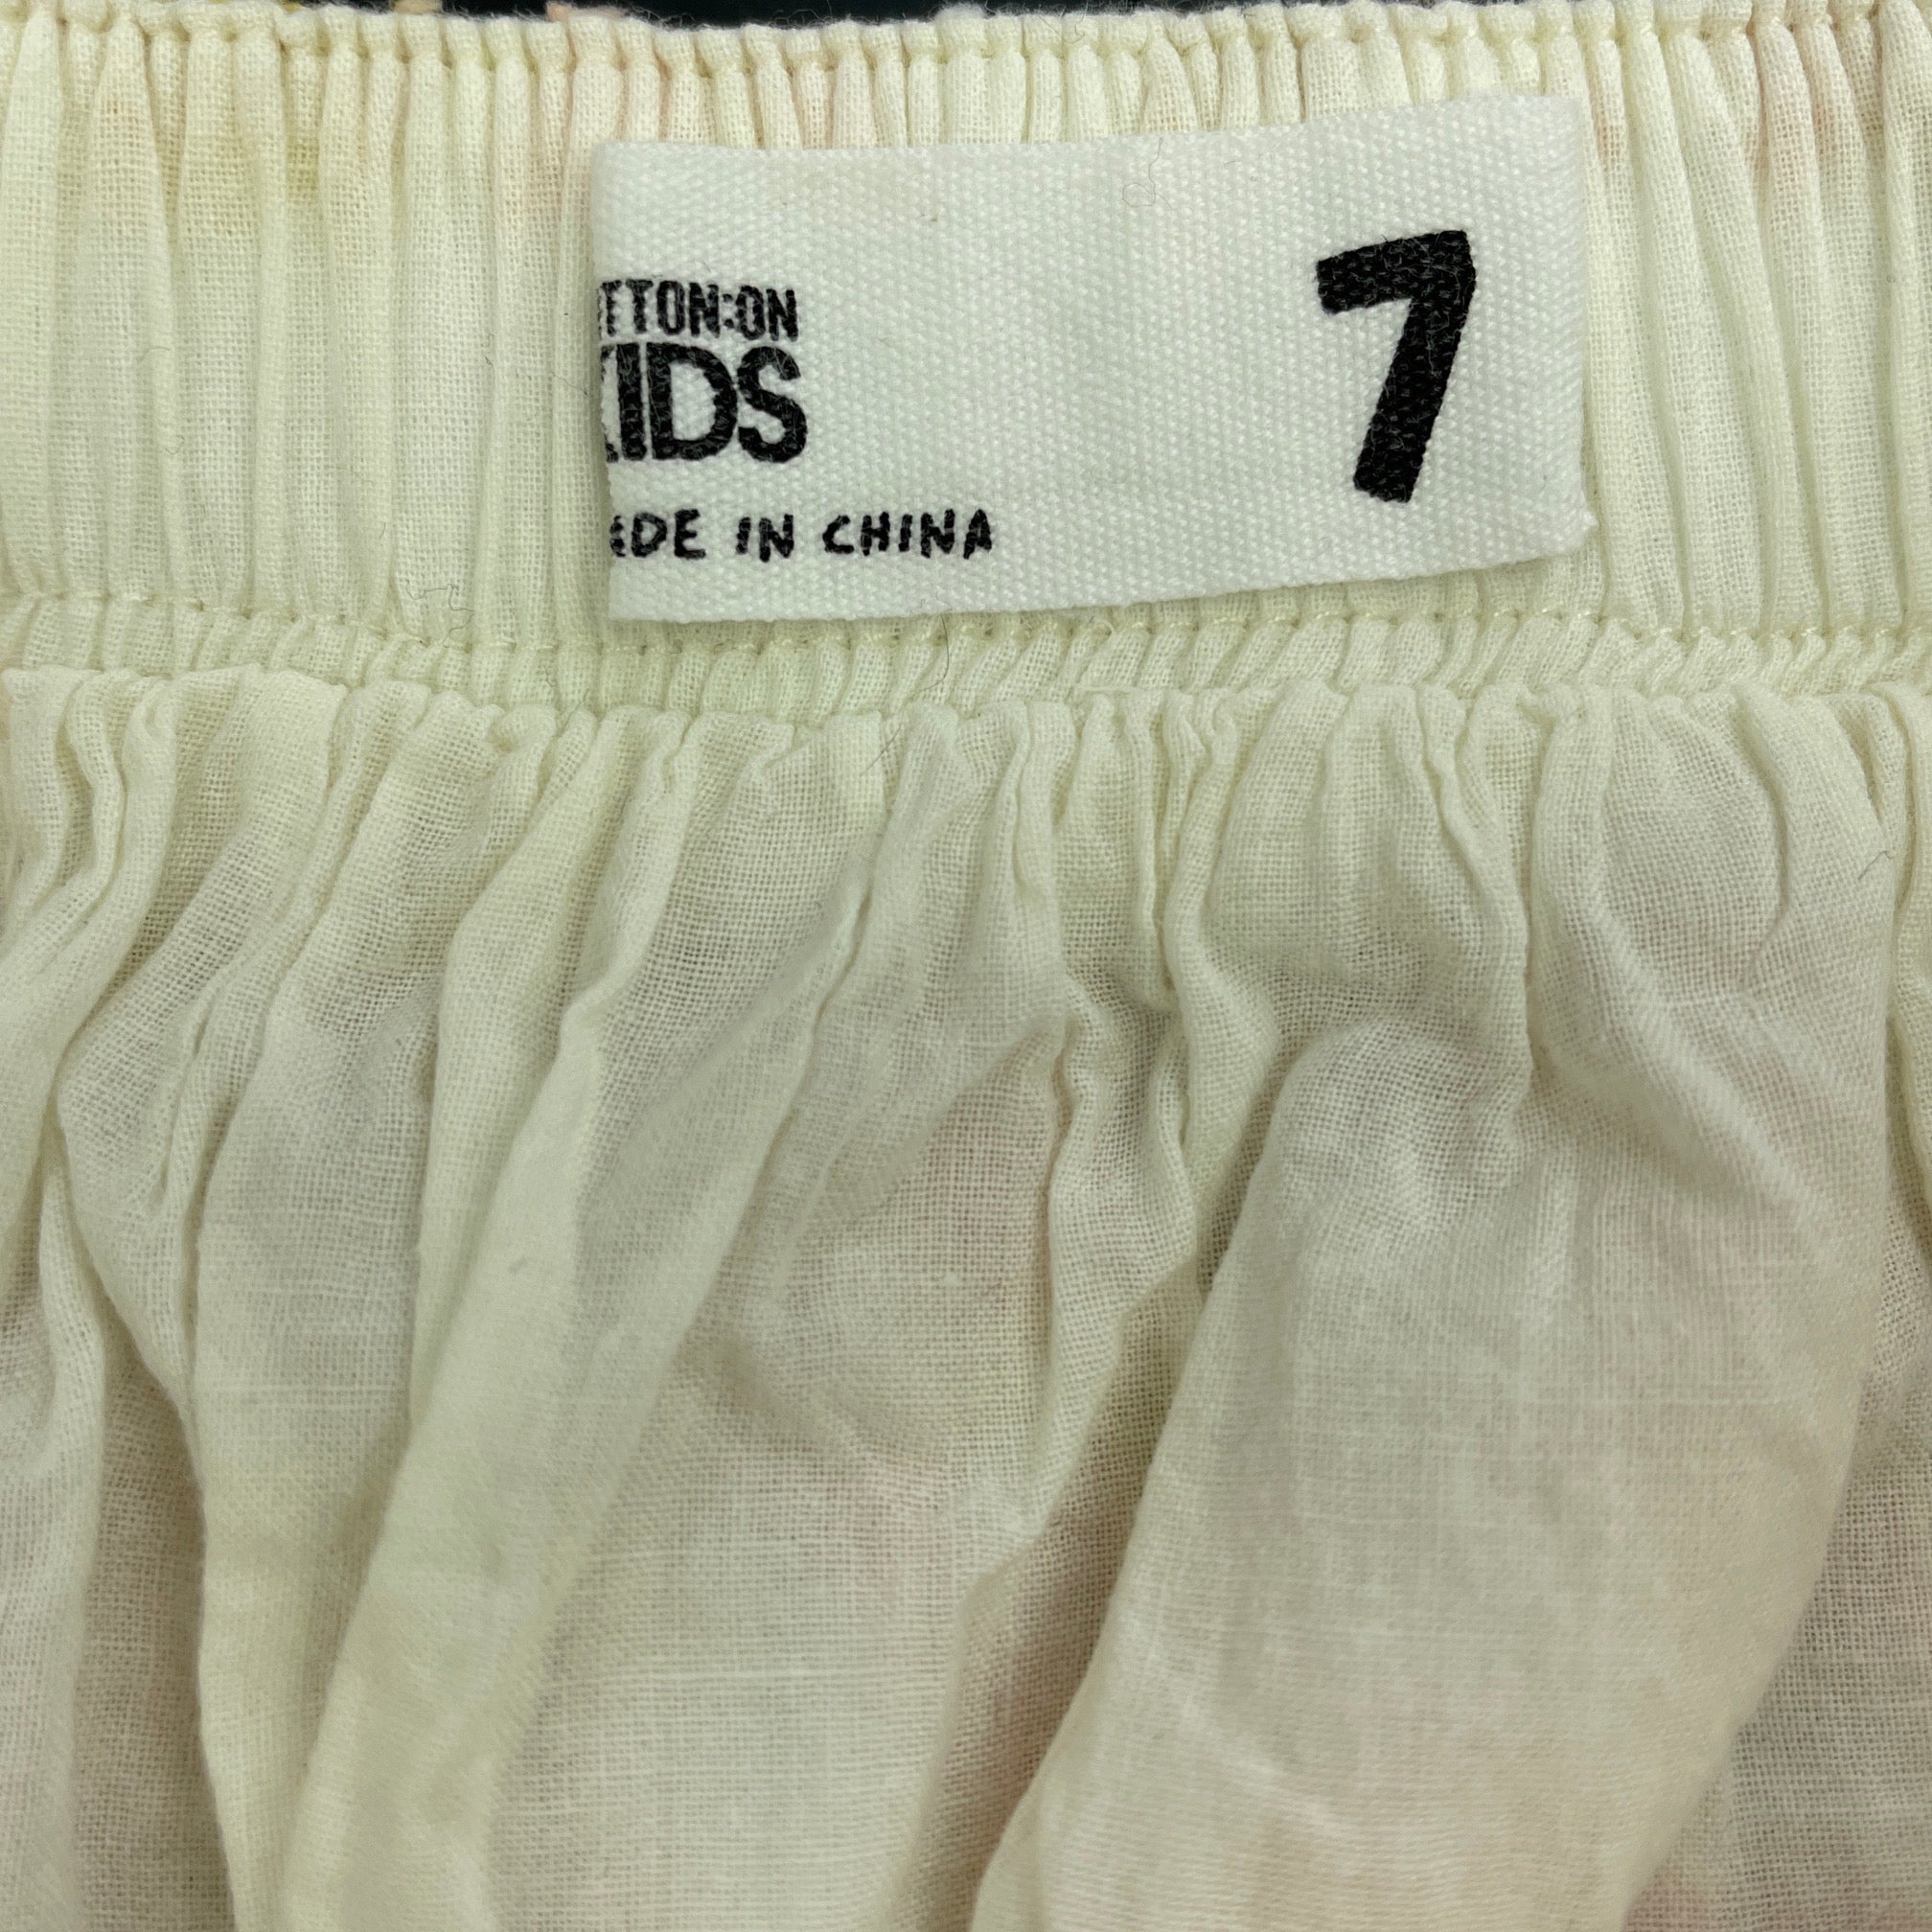 TTON:ON
KIDS
7
DE IN CHINA